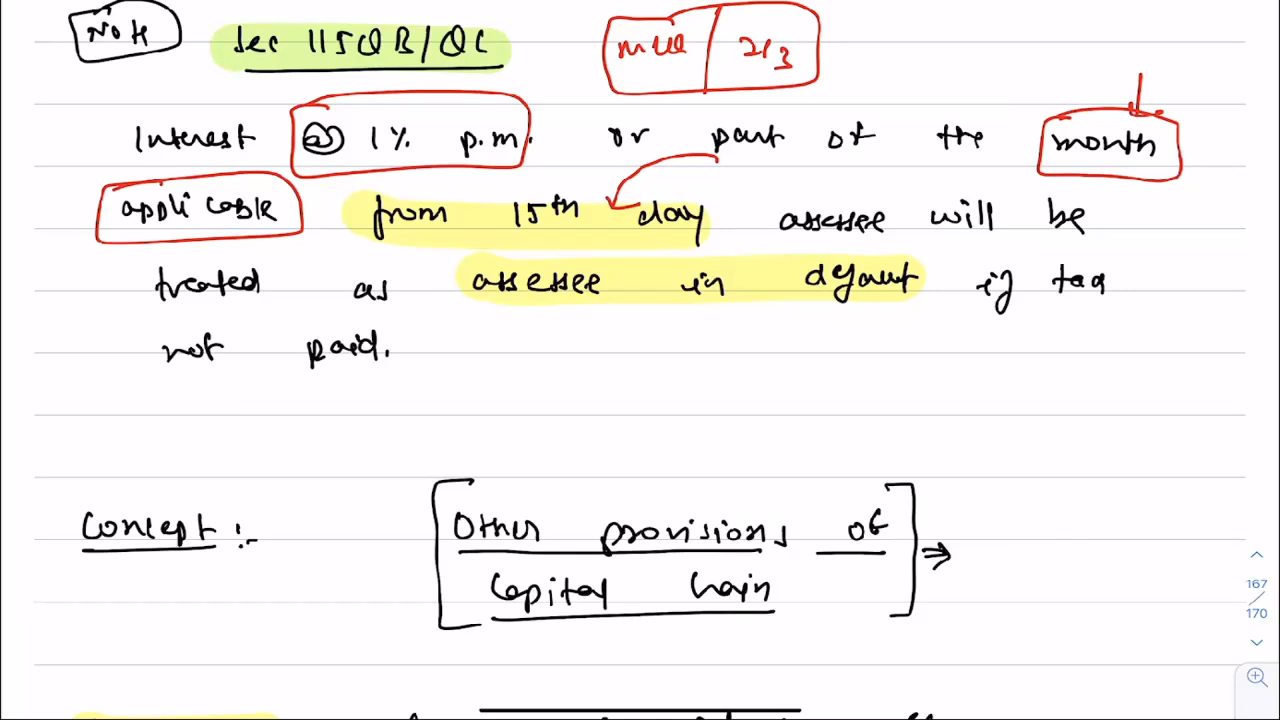 Note Sec 115QB/QC MCQ 2/3
Interest @ 1% p.m. or part of the month
applicable from 15th day assessee will be
treated as assessee in default if tax
not paid.
Concept :-
[Other provisions of
Capital Gain] ⇒
167
/
170